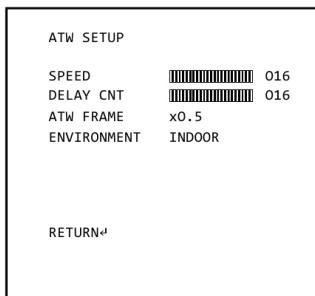 ATW SETUP
SPEED 016
DELAY CNT 016
ATW FRAME x0.5
ENVIRONMENT INDOOR
RETURN↵